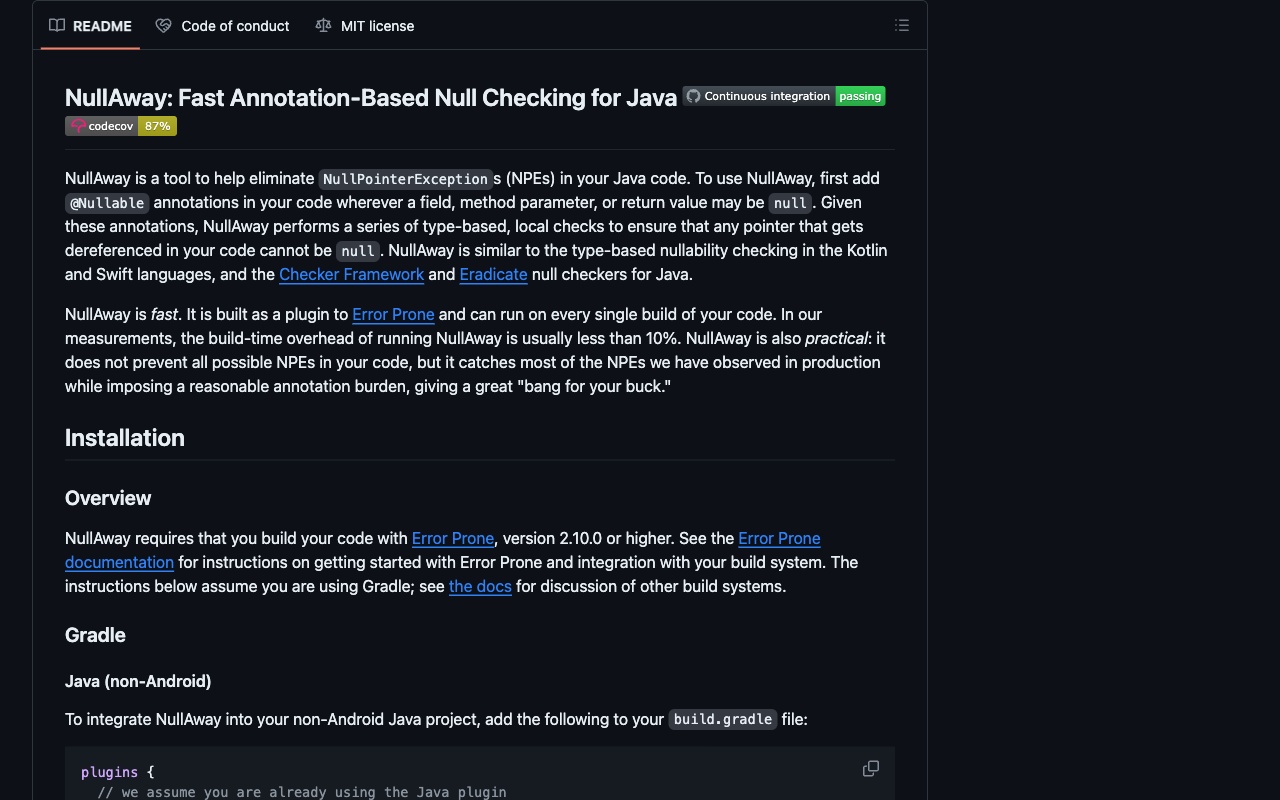 README
Code of conduct
MIT license
NullAway: Fast Annotation-Based Null Checking for Java Continuous integration passing
codecov 87%
NullAway is a tool to help eliminate NullPointerExceptions (NPEs) in your Java code. To use NullAway, first add
@Nullable annotations in your code wherever a field, method parameter, or return value may be null. Given
these annotations, NullAway performs a series of type-based, local checks to ensure that any pointer that gets
dereferenced in your code cannot be null. NullAway is similar to the type-based nullability checking in the Kotlin
and Swift languages, and the Checker Framework and Eradicate null checkers for Java.
NullAway is fast. It is built as a plugin to Error Prone and can run on every single build of your code. In our
measurements, the build-time overhead of running NullAway is usually less than 10%. NullAway is also practical: it
does not prevent all possible NPEs in your code, but it catches most of the NPEs we have observed in production
while imposing a reasonable annotation burden, giving a great "bang for your buck."
Installation
Overview
NullAway requires that you build your code with Error Prone, version 2.10.0 or higher. See the Error Prone
documentation for instructions on getting started with Error Prone and integration with your build system. The
instructions below assume you are using Gradle; see the docs for discussion of other build systems.
Gradle
Java (non-Android)
To integrate NullAway into your non-Android Java project, add the following to your build.gradle file:
plugins {
// we assume you are already using the Java plugin